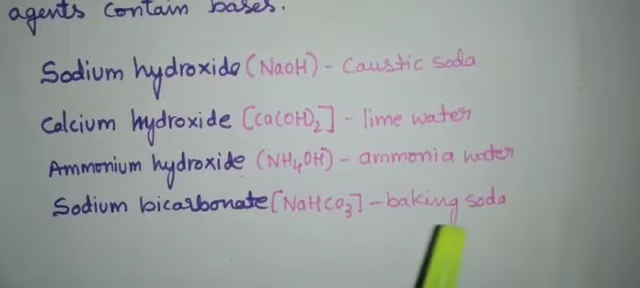 agents contain bases.
Sodium hydroxide (NaOH) - Caustic soda
Calcium hydroxide [Ca(OH)2] - lime water
Ammonium hydroxide (NH4OH) - ammonia water
Sodium bicarbonate [NaHCO3] - baking soda